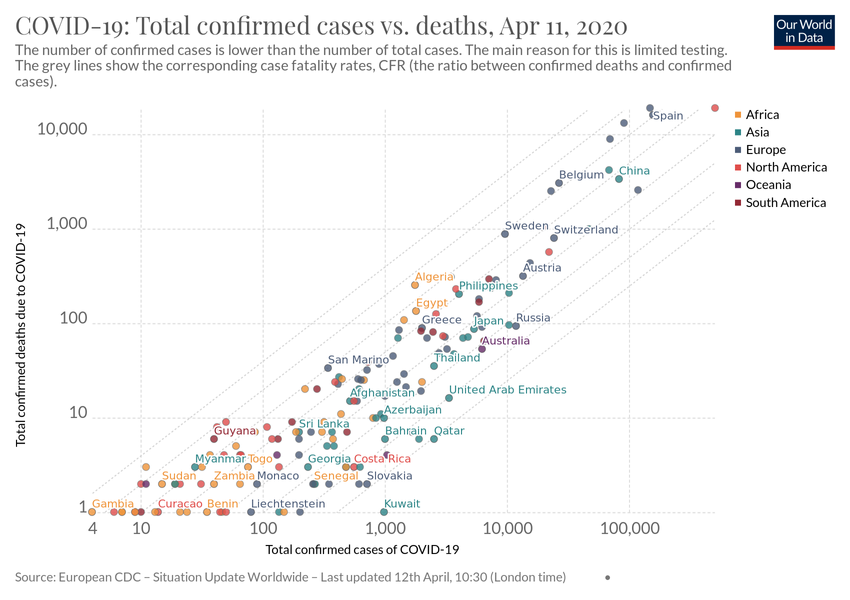 COVID-19: Total confirmed cases vs. deaths, Apr 11, 2020
Our World
in Data
The number of confirmed cases is lower than the number of total cases. The main reason for this is limited testing.
The grey lines show the corresponding case fatality rates, CFR (the ratio between confirmed deaths and confirmed
cases).
Africa
Asia
Europe
North America
Oceania
South America
Total confirmed deaths due to COVID-19
10,000
1,000
100
10
1
Spain
Belgium
China
Sweden
Switzerland
Austria
Algeria
Philippines
Egypt
Greece
Japan
Russia
Australia
San Marino
Thailand
Afghanistan
United Arab Emirates
Azerbaijan
Guyana
Sri Lanka
Bahrain
Qatar
Myanmar
Togo
Georgia
Costa Rica
Sudan
Zambia
Monaco
Senegal
Slovakia
Gambia
Curacao
Benin
Liechtenstein
Kuwait
4
10
100
1,000
10,000
100,000
Total confirmed cases of COVID-19
Source: European CDC – Situation Update Worldwide – Last updated 12th April, 10:30 (London time)